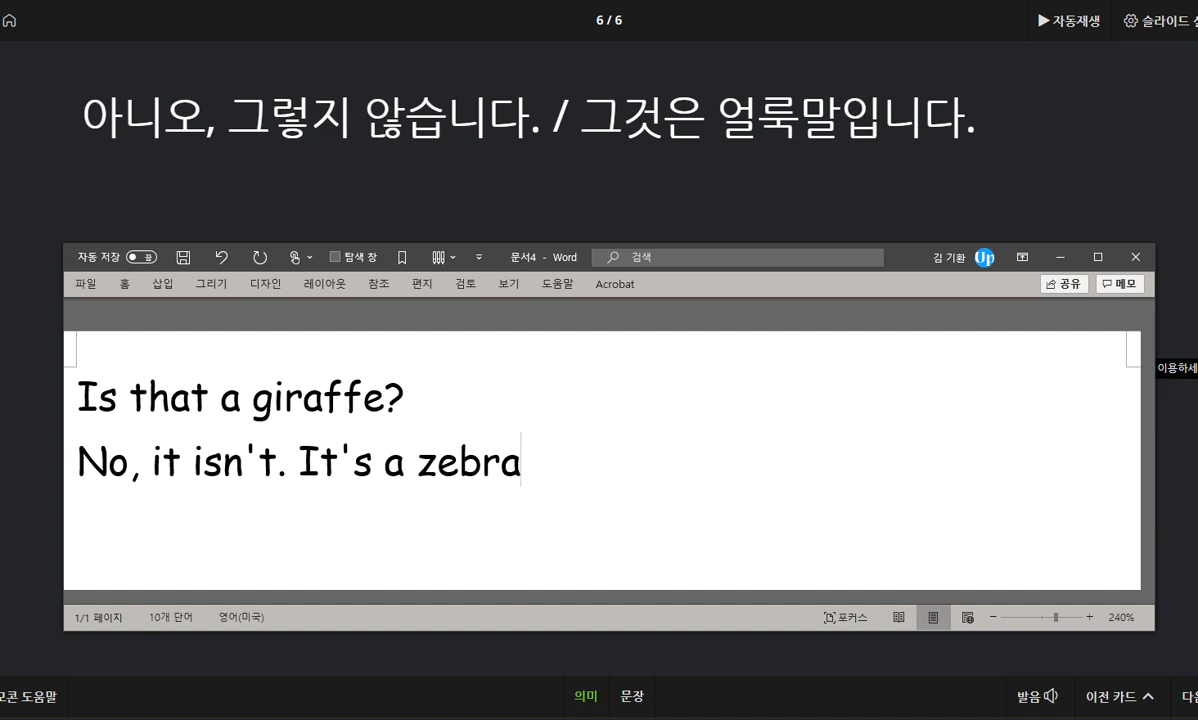 6 / 6
자동재생
슬라이드
아니오, 그렇지 않습니다. / 그것은 얼룩말입니다.
자동 저장 끔 탐색 창 문서4 - Word 검색 김 기환 Up
파일 홈 삽입 그리기 디자인 레이아웃 참조 편지 검토 보기 도움말 Acrobat 공유 메모
이용하세
Is that a giraffe?
No, it isn't. It's a zebra
1/1 페이지 10개 단어 영어(미국) 포커스 240%
도움말 의미 문장 발음 이전 카드